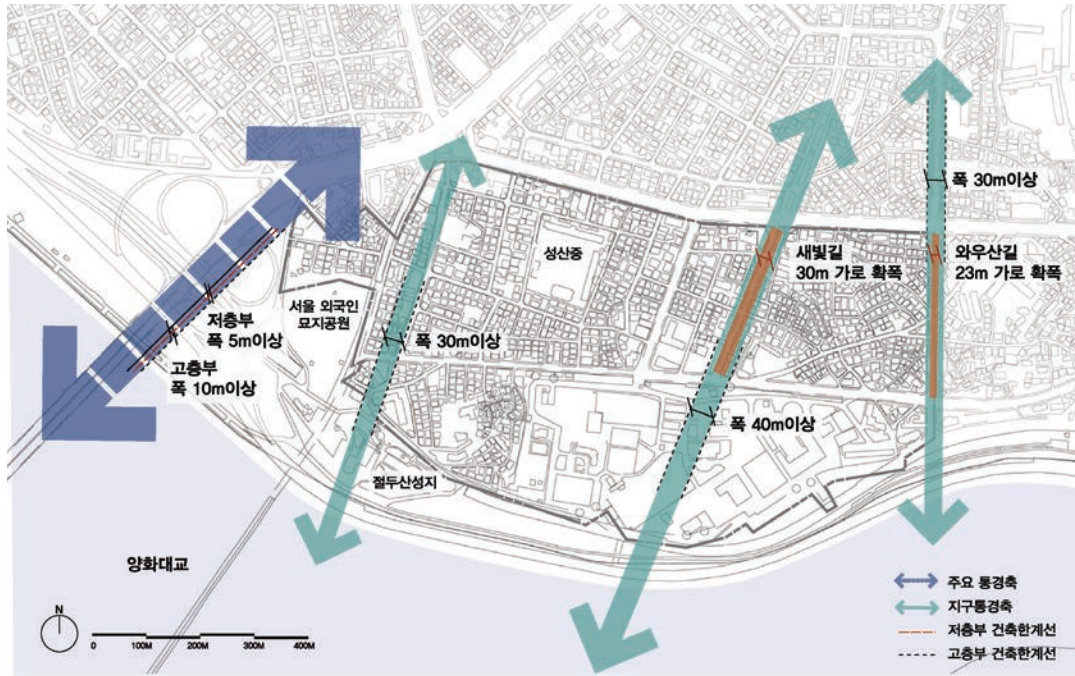 폭 30m이상
성산중
새빛길
30m 가로 확폭
와우산길
23m 가로 확폭
서울 외국인
묘지공원
저층부
폭 5m이상
고층부
폭 10m이상
폭 30m이상
폭 40m이상
절두산성지
양화대교
N
0 100M 200M 300M 400M
주요 통경축
지구통경축
저층부 건축한계선
고층부 건축한계선